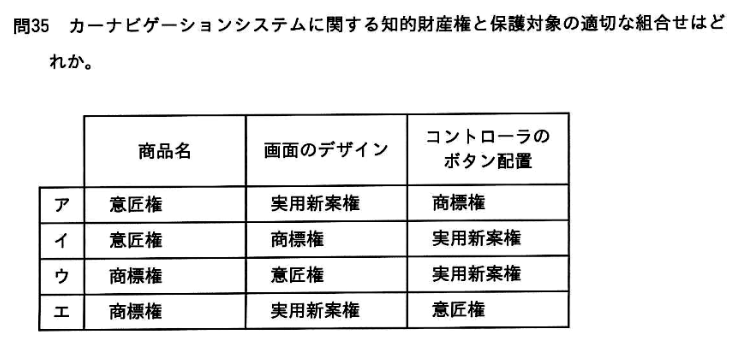 問35 カーナビゲーションシステムに関する知的財産権と保護対象の適切な組合せはど
れか。
商品名 画面のデザイン コントローラの
ボタン配置
ア 意匠権 実用新案権 商標権
イ 意匠権 商標権 実用新案権
ウ 商標権 意匠権 実用新案権
エ 商標権 実用新案権 意匠権